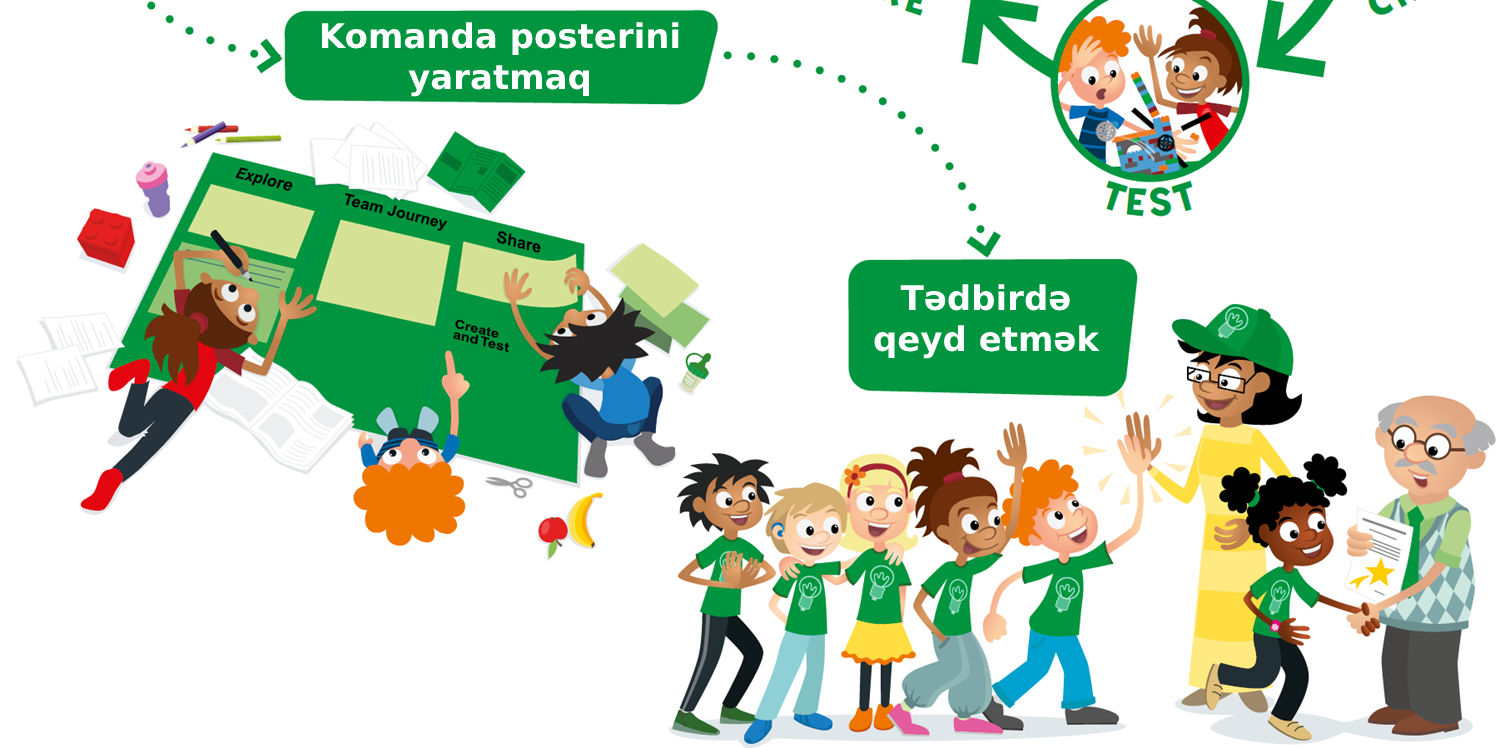 Komanda posterini
yaratmaq
TEST
Explore
Team Journey
Share
Create
and Test
Tədbirdə
qeyd etmək